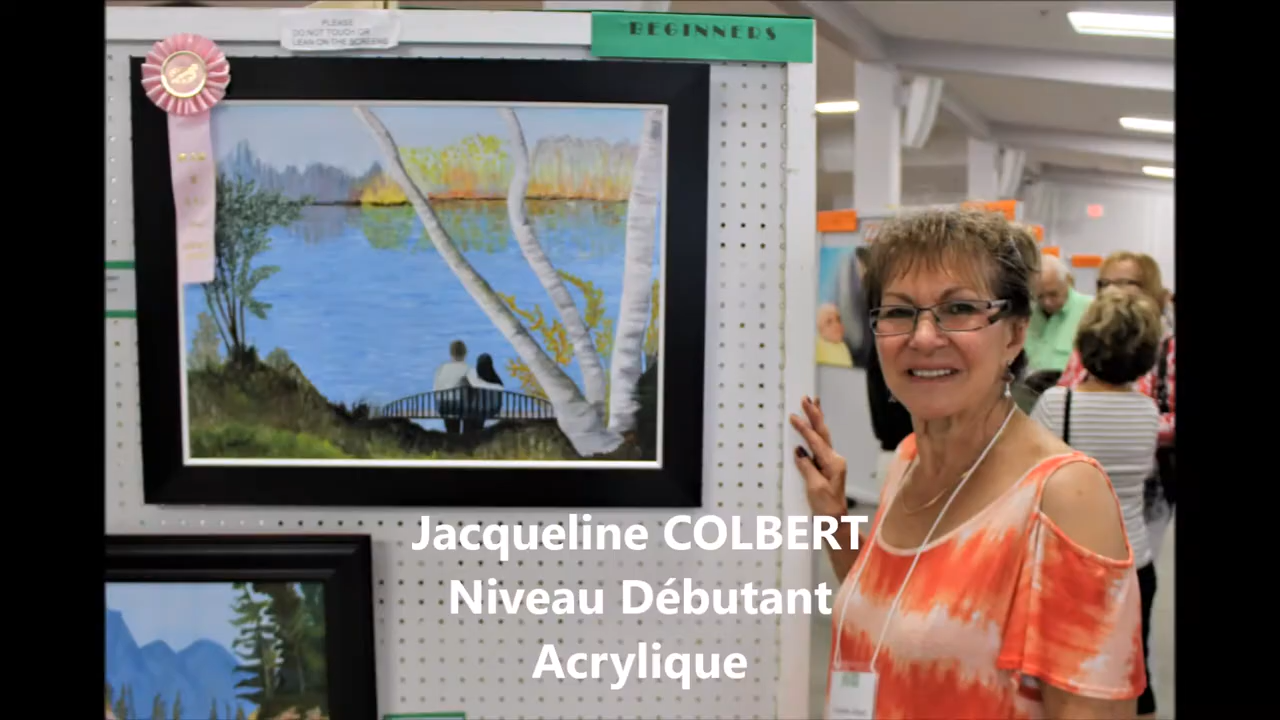 PLEASE
DO NOT TOUCH OR
LEAN ON THE SCREENS
BEGINNERS
Jacqueline COLBERT
Niveau Débutant
Acrylique